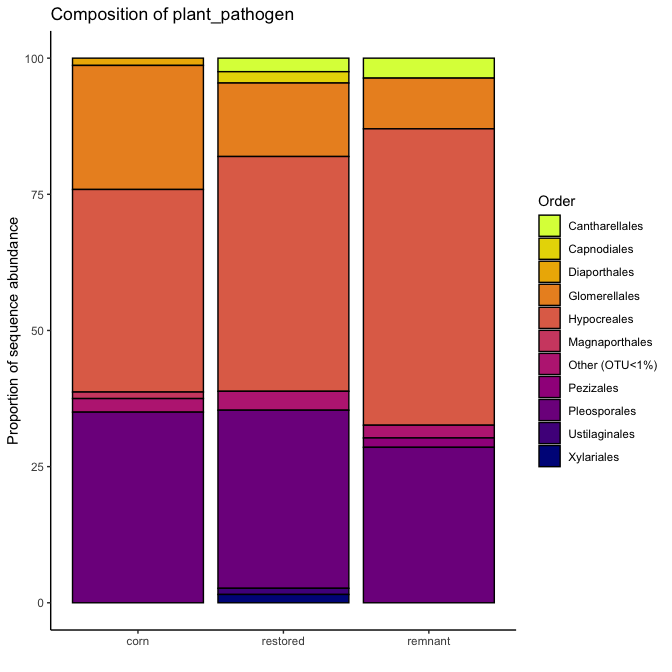 Composition of plant_pathogen
Proportion of sequence abundance
100
75
50
25
0
corn
restored
remnant
Order
Cantharellales
Capnodiales
Diaporthales
Glomerellales
Hypocreales
Magnaporthales
Other (OTU<1%)
Pezizales
Pleosporales
Ustilaginales
Xylariales